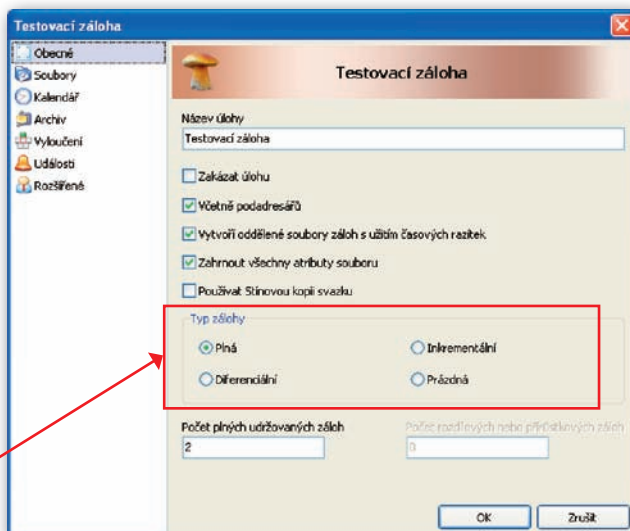 Testovací záloha
Obecné
Soubory
Kalendář
Archiv
Vyloučení
Události
Rozšířené
Testovací záloha
Název úlohy
Testovací záloha
Zakázat úlohu
Včetně podadresářů
Vytvoří oddělené soubory záloh s užitím časových razítek
Zahrnout všechny atributy souboru
Používat Stínovou kopii svazku
Typ zálohy
Plná Inkrementální
Diferenciální Prázdná
Počet plných udržovaných záloh Počet rozdílových nebo přírůstkových záloh
2 0
OK Zrušit